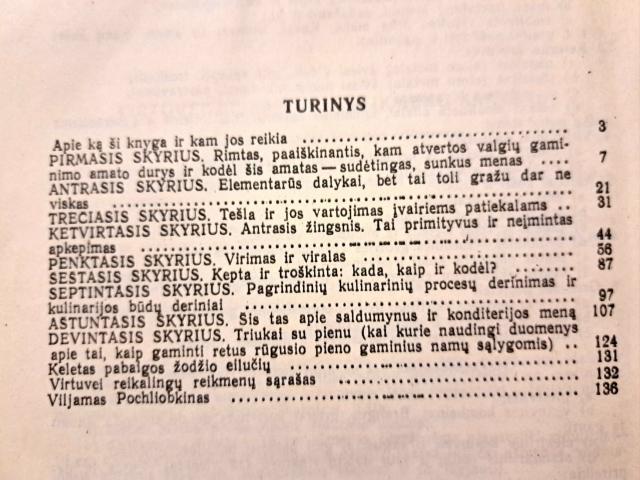 TURINYS
Apie ką ši knyga ir kam jos reikia .......................... 3
PIRMASIS SKYRIUS. Rimtas, paaiškinantis, kam atvertos valgių gami-
nimo amato durys ir kodėl šis amatas — sudėtingas, sunkus menas .... 7
ANTRASIS SKYRIUS. Elementarūs dalykai, bet tai toli gražu dar ne
viskas .......................... 21
TRECIASIS SKYRIUS. Tešla ir jos vartojimas įvairiems patiekalams .. 31
KETVIRTASIS SKYRIUS. Antrasis žingsnis. Tai primityvus ir neįmintas
apkepimas .......................... 44
PENKTASIS SKYRIUS. Virimas ir viralas .......................... 56
SEŠTASIS SKYRIUS. Kepta ir troškinta: kada, kaip ir kodėl? ........ 87
SEPTINTASIS SKYRIUS. Pagrindinių kulinarinių procesų derinimas ir
kulinarijos būdų deriniai .......................... 97
AŠTUNTASIS SKYRIUS. Šis tas apie saldumynus ir konditerijos meną 107
DEVINTASIS SKYRIUS. Triukai su pienu (kai kurie naudingi duomenys
apie tai, kaip gaminti retus rūgusio pieno gaminius namų sąlygomis) .. 124
Keletas pabaigos žodžio eilučių .......................... 131
Virtuvei reikalingų reikmenų sąrašas .......................... 132
Viljamas Pochliobkinas .......................... 136